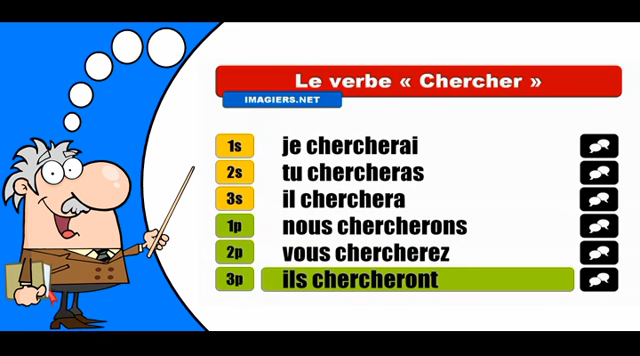 Le verbe « Chercher »
IMAGIERS.NET
1s je chercherai
2s tu chercheras
3s il cherchera
1p nous chercherons
2p vous chercherez
3p ils chercheront